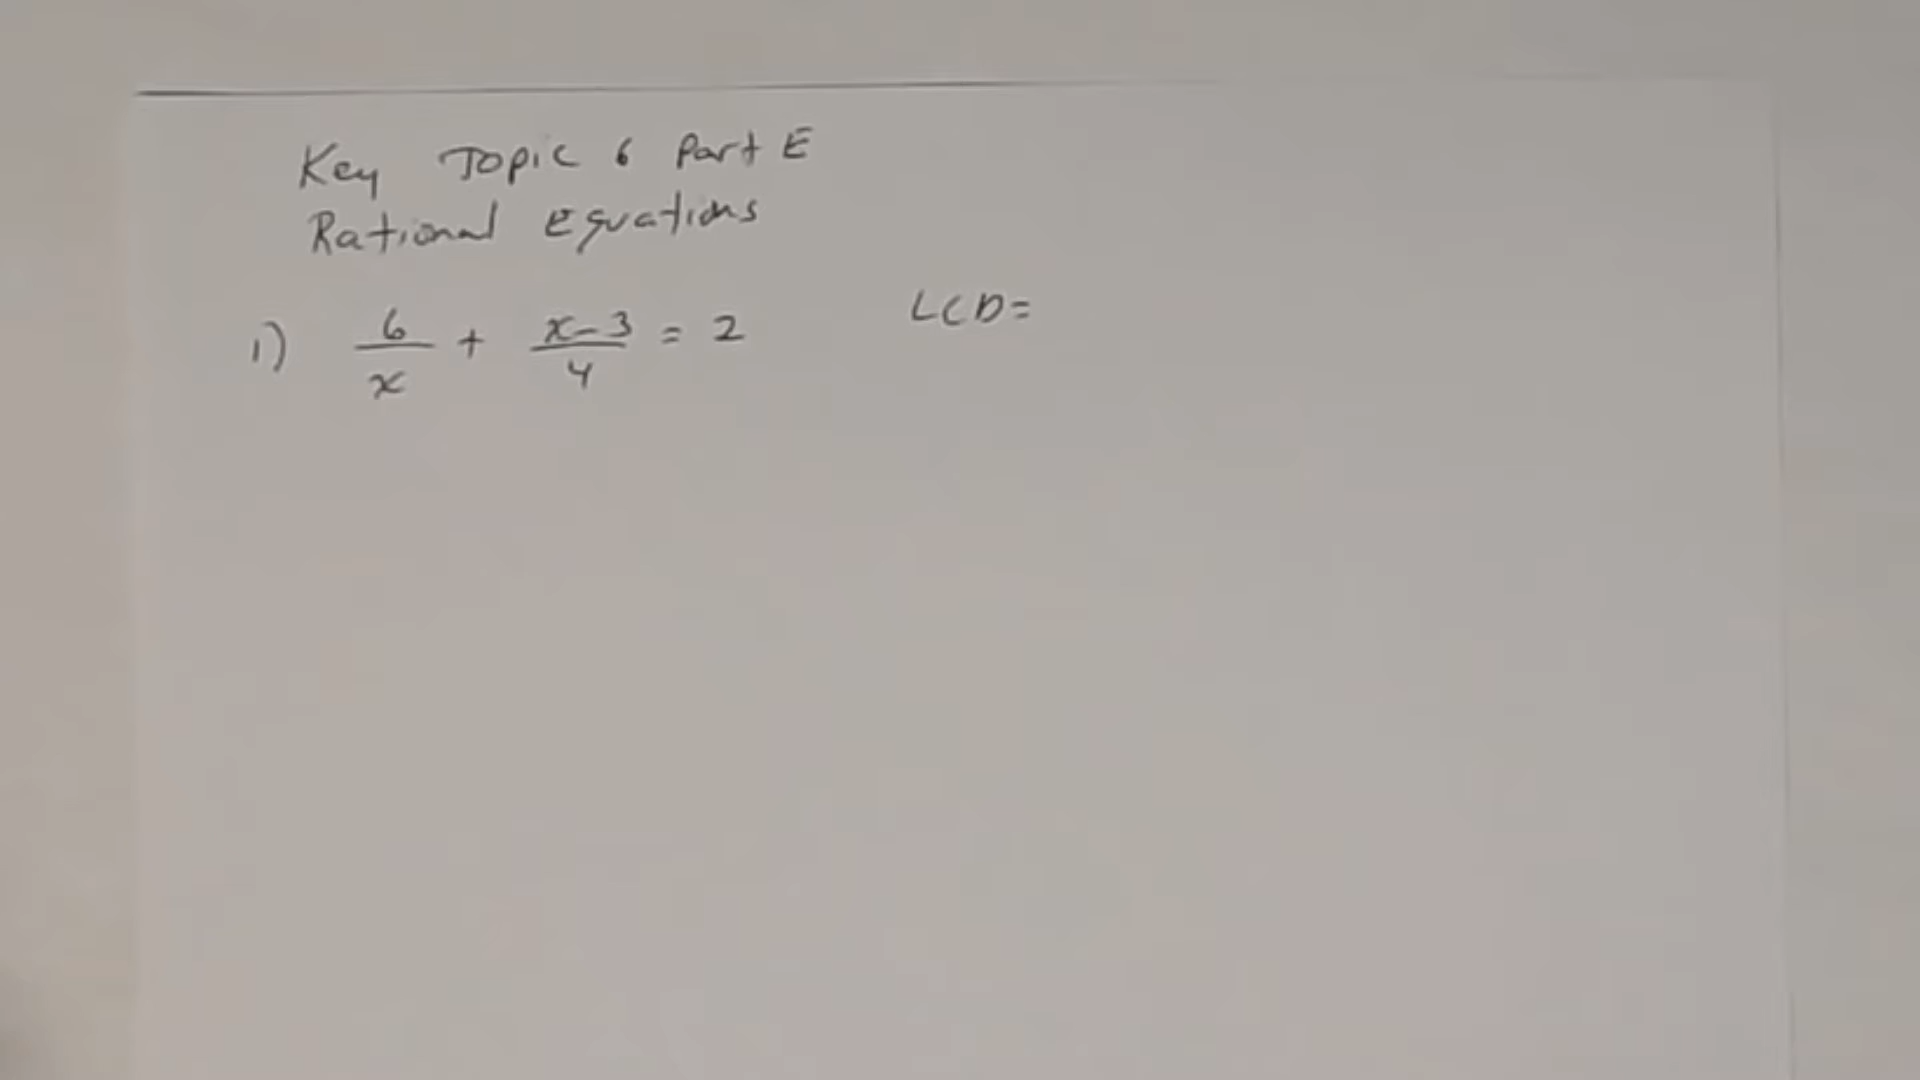 Key Topic 6 Part E
Rational Equations
1) 6/x + x-3/4 = 2 LCD=